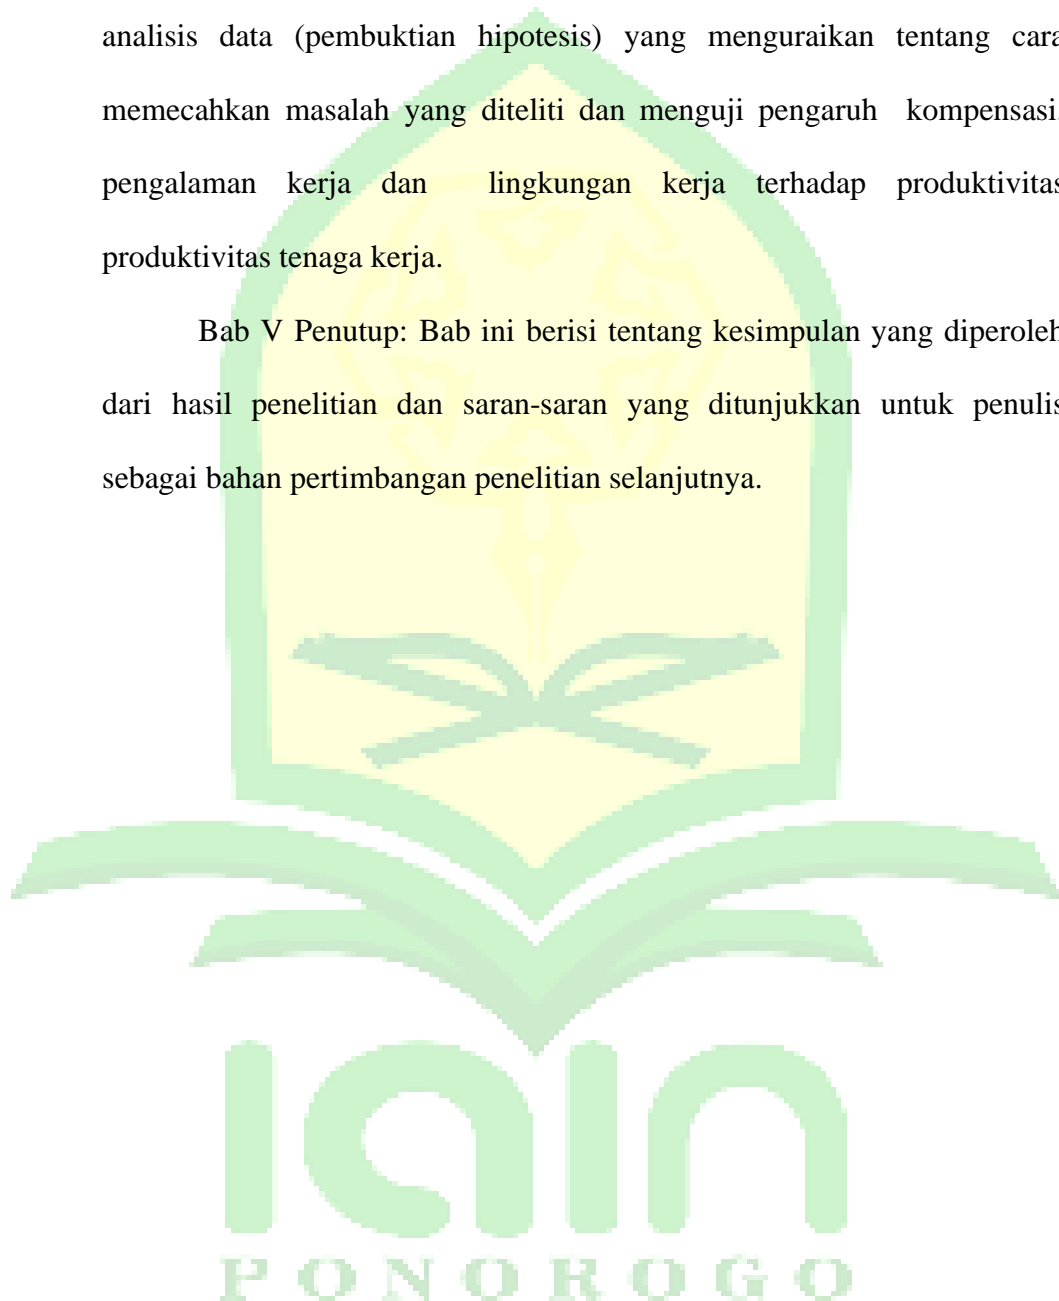 analisis data (pembuktian hipotesis) yang menguraikan tentang cara
memecahkan masalah yang diteliti dan menguji pengaruh kompensasi,
pengalaman kerja dan lingkungan kerja terhadap produktivitas
produktivitas tenaga kerja.
Bab V Penutup: Bab ini berisi tentang kesimpulan yang diperoleh
dari hasil penelitian dan saran-saran yang ditunjukkan untuk penulis
sebagai bahan pertimbangan penelitian selanjutnya.
iain
PONOROGO